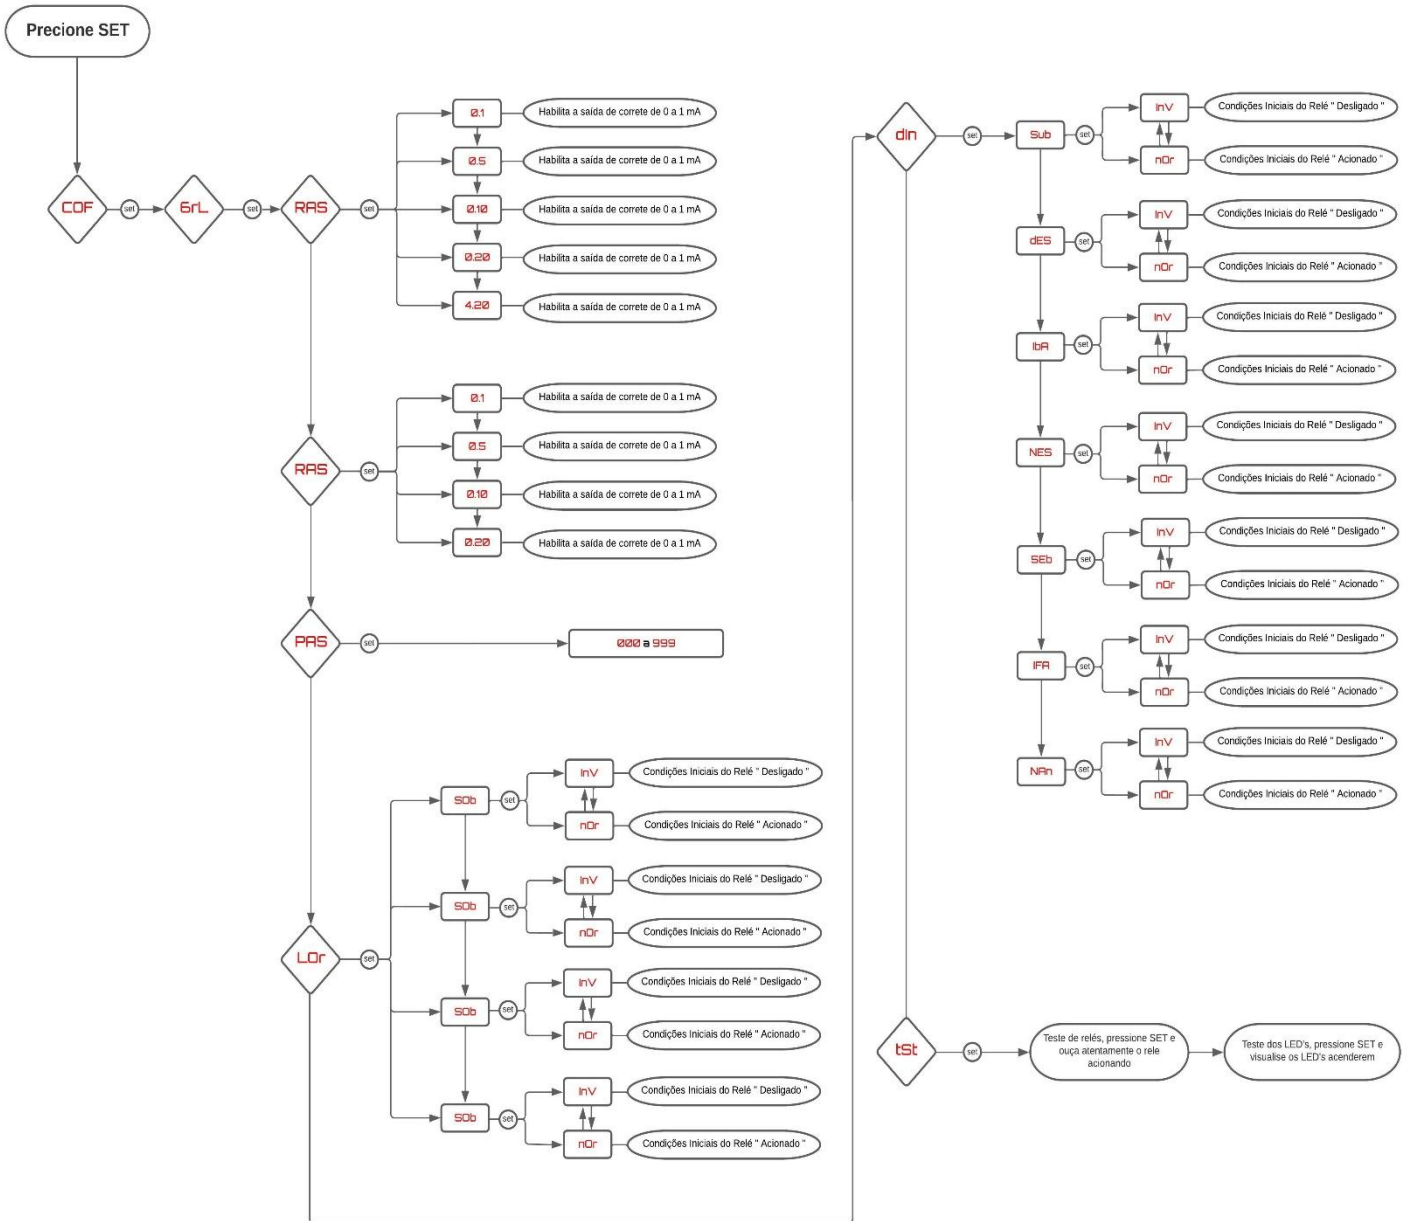 Precione SET
COF
set
GrL
set
RAS
set
0.1
Habilita a saída de correte de 0 a 1 mA
0.5
Habilita a saída de correte de 0 a 1 mA
0.10
Habilita a saída de correte de 0 a 1 mA
0.20
Habilita a saída de correte de 0 a 1 mA
4.20
Habilita a saída de correte de 0 a 1 mA
RAS
set
0.1
Habilita a saída de correte de 0 a 1 mA
0.5
Habilita a saída de correte de 0 a 1 mA
0.10
Habilita a saída de correte de 0 a 1 mA
0.20
Habilita a saída de correte de 0 a 1 mA
PAS
set
000 a 999
LOr
set
SOb
set
InV
Condições Iniciais do Relé " Desligado "
nOr
Condições Iniciais do Relé " Acionado "
SOb
set
InV
Condições Iniciais do Relé " Desligado "
nOr
Condições Iniciais do Relé " Acionado "
SOb
set
InV
Condições Iniciais do Relé " Desligado "
nOr
Condições Iniciais do Relé " Acionado "
SOb
set
InV
Condições Iniciais do Relé " Desligado "
nOr
Condições Iniciais do Relé " Acionado "
dIn
set
Sub
set
InV
Condições Iniciais do Relé " Desligado "
nOr
Condições Iniciais do Relé " Acionado "
dES
set
InV
Condições Iniciais do Relé " Desligado "
nOr
Condições Iniciais do Relé " Acionado "
IbA
set
InV
Condições Iniciais do Relé " Desligado "
nOr
Condições Iniciais do Relé " Acionado "
NES
set
InV
Condições Iniciais do Relé " Desligado "
nOr
Condições Iniciais do Relé " Acionado "
SEb
set
InV
Condições Iniciais do Relé " Desligado "
nOr
Condições Iniciais do Relé " Acionado "
IFA
set
InV
Condições Iniciais do Relé " Desligado "
nOr
Condições Iniciais do Relé " Acionado "
NAn
set
InV
Condições Iniciais do Relé " Desligado "
nOr
Condições Iniciais do Relé " Acionado "
tSt
set
Teste de relés, pressione SET e
ouça atentamente o rele
acionando
Teste dos LED's, pressione SET e
visualise os LED's acenderem